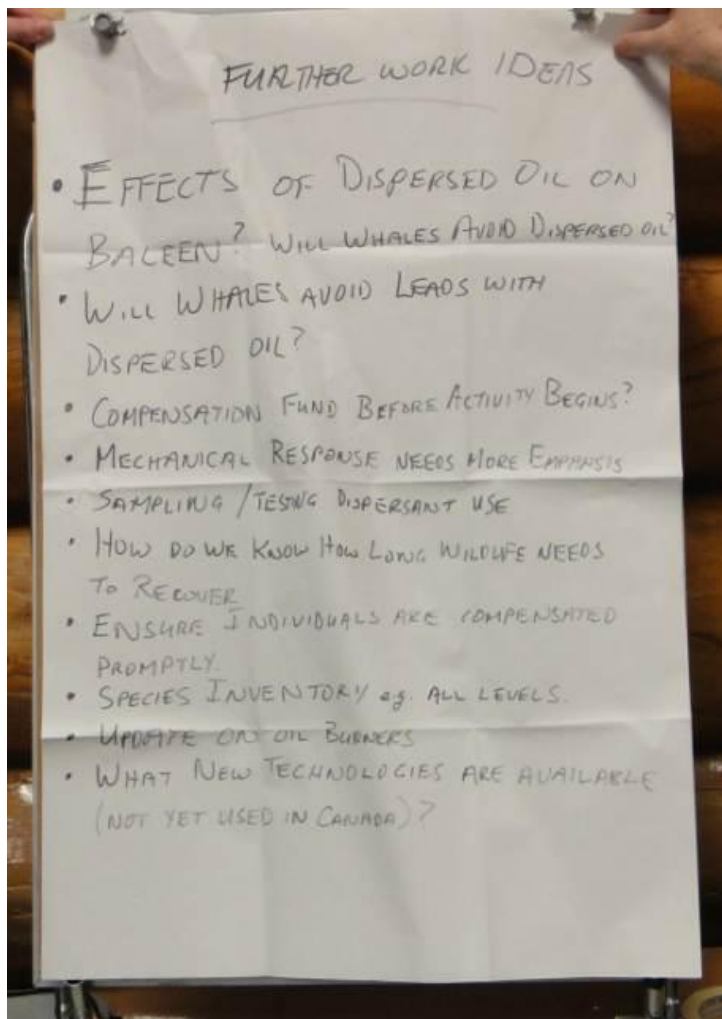 FURTHER WORK IDEAS
• EFFECTS OF DISPERSED OIL ON
BALEEN? WILL WHALES AVOID DISPERSED OIL?
• WILL WHALES AVOID LEADS WITH
DISPERSED OIL?
• COMPENSATION FUND BEFORE ACTIVITY BEGINS?
• MECHANICAL RESPONSE NEEDS MORE EMPHASIS
• SAMPLING / TESTING DISPERSANT USE
• HOW DO WE KNOW HOW LONG WILDLIFE NEEDS
TO RECOVER
• ENSURE INDIVIDUALS ARE COMPENSATED
PROMPTLY.
• SPECIES INVENTORY eg. ALL LEVELS.
• UPDATE ON OIL BURNERS
• WHAT NEW TECHNOLOGIES ARE AVAILABLE
(NOT YET USED IN CANADA)?